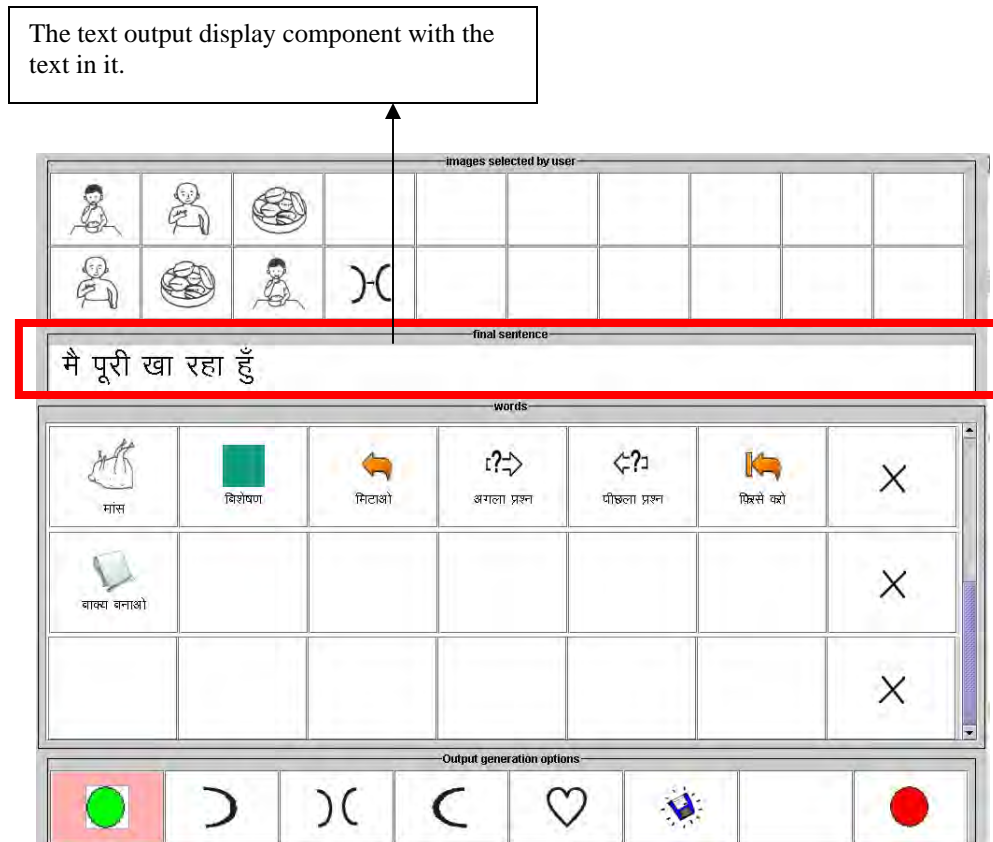 The text output display component with the
text in it.
images selected by user
final sentence
मै पूरी खा रहा हुँ
words
मांस
विशेषण
मिटाओ
अगला प्रश्न
पीछला प्रश्न
फ़िरसे करो
वाक्य बनाओ
Output generation options